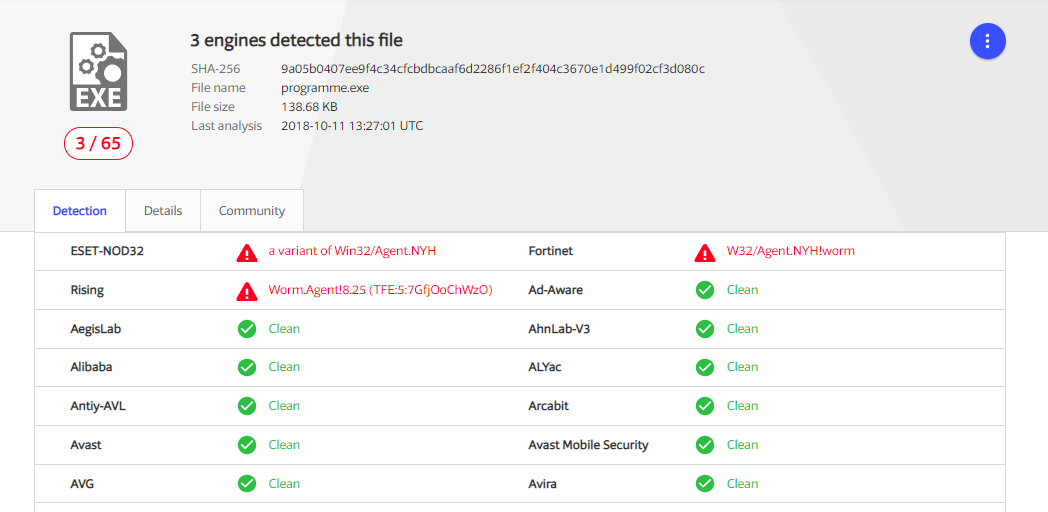 3 engines detected this file
SHA-256 9a05b0407ee9f4c34cfcbdbcaaf6d2286f1ef2f404c3670e1d499f02cf3d080c
File name programme.exe
File size 138.68 KB
Last analysis 2018-10-11 13:27:01 UTC
EXE
3 / 65
Detection Details Community
ESET-NOD32 a variant of Win32/Agent.NYH Fortinet W32/Agent.NYH!worm
Rising Worm.Agent!8.25 (TFE:5:7GfjOoChWzO) Ad-Aware Clean
AegisLab Clean AhnLab-V3 Clean
Alibaba Clean ALYac Clean
Antiy-AVL Clean Arcabit Clean
Avast Clean Avast Mobile Security Clean
AVG Clean Avira Clean